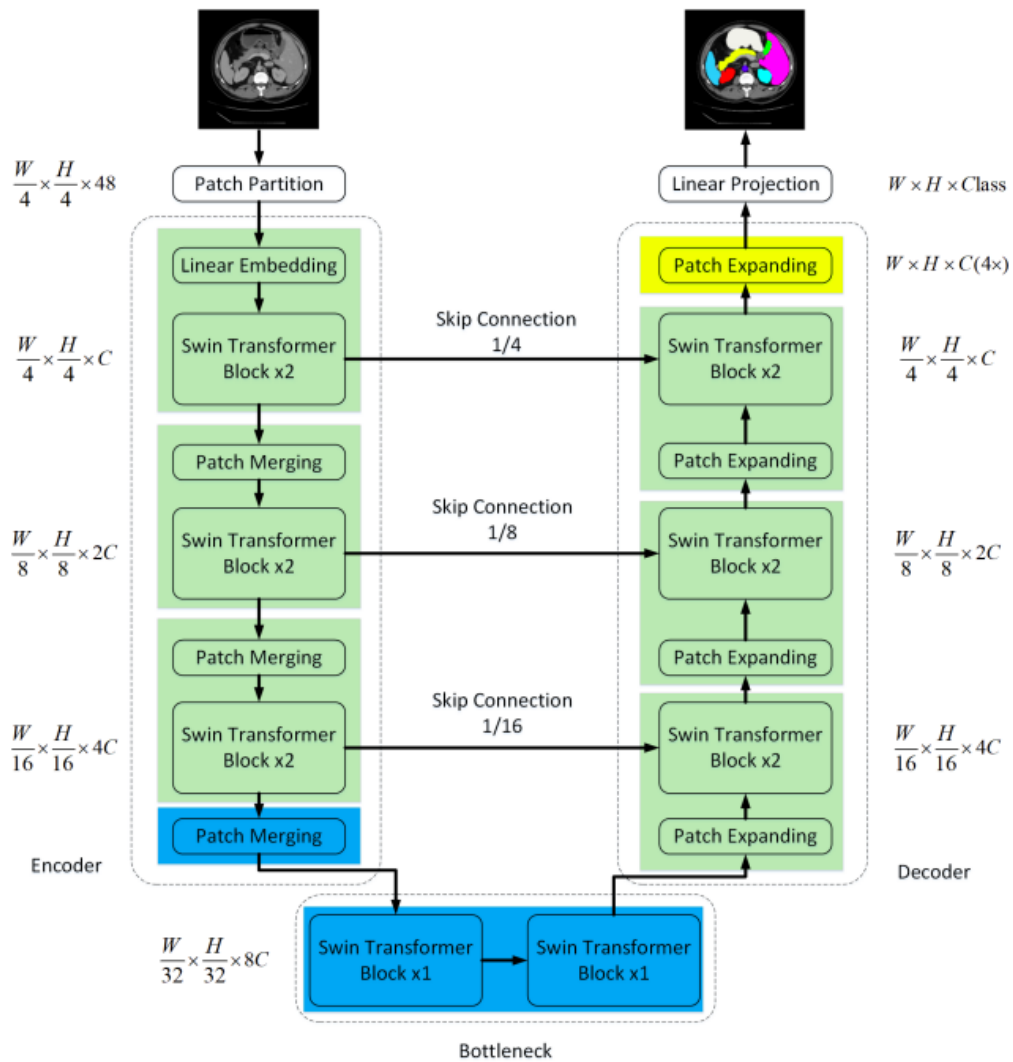 W/4 × H/4 × 48
Patch Partition
Linear Projection
W × H × Class
Linear Embedding
Patch Expanding
W × H × C(4×)
W/4 × H/4 × C
Swin Transformer
Block x2
Skip Connection
1/4
Swin Transformer
Block x2
W/4 × H/4 × C
Patch Merging
Patch Expanding
W/8 × H/8 × 2C
Swin Transformer
Block x2
Skip Connection
1/8
Swin Transformer
Block x2
W/8 × H/8 × 2C
Patch Merging
Patch Expanding
W/16 × H/16 × 4C
Swin Transformer
Block x2
Skip Connection
1/16
Swin Transformer
Block x2
W/16 × H/16 × 4C
Patch Merging
Patch Expanding
Encoder
Decoder
W/32 × H/32 × 8C
Swin Transformer
Block x1
Swin Transformer
Block x1
Bottleneck